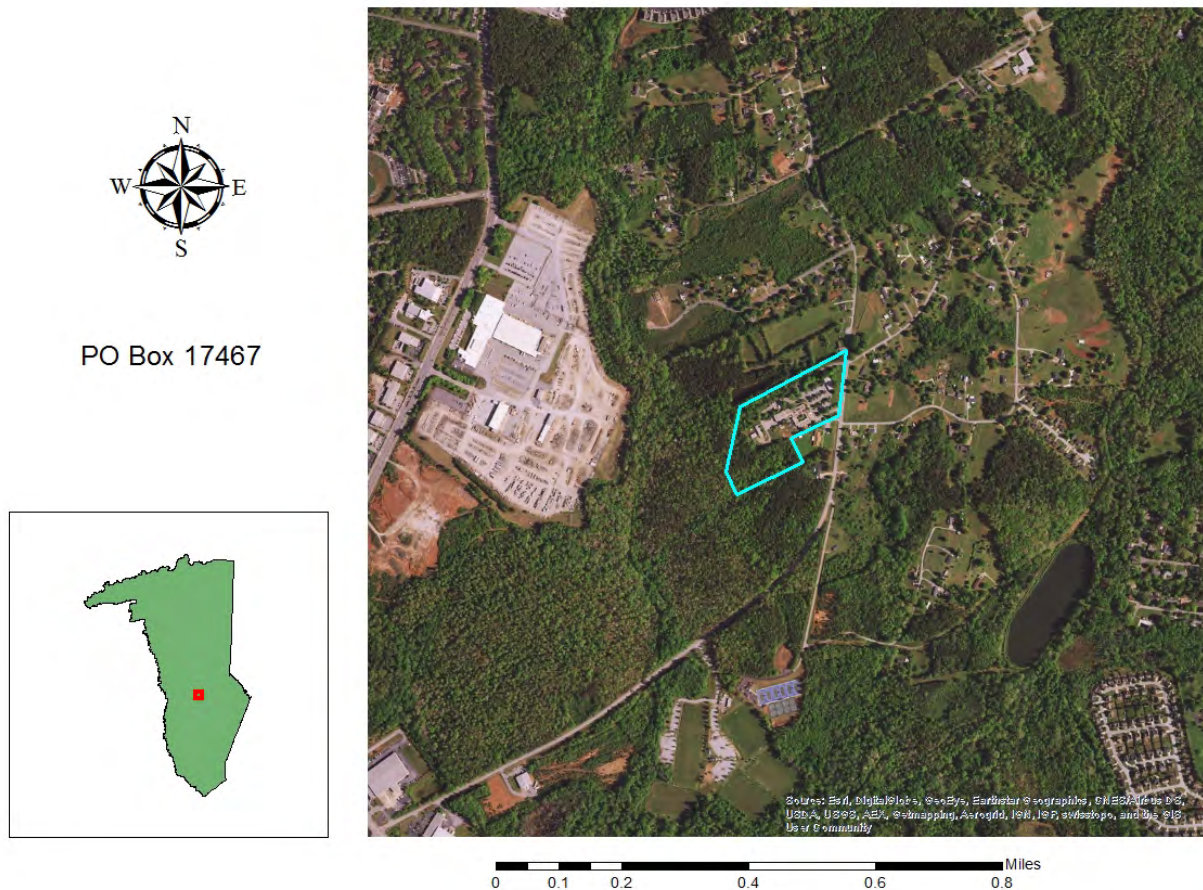 N
W E
S
PO Box 17467
Source: Esri, DigitalGlobe, GeoEye, Earthstar Geographics, CNES/Airbus DS,
USDA, USGS, AEX, Getmapping, Aerogrid, IGN, IGP, swisstopo, and the GIS
User Community
Miles
0 0.1 0.2 0.4 0.6 0.8